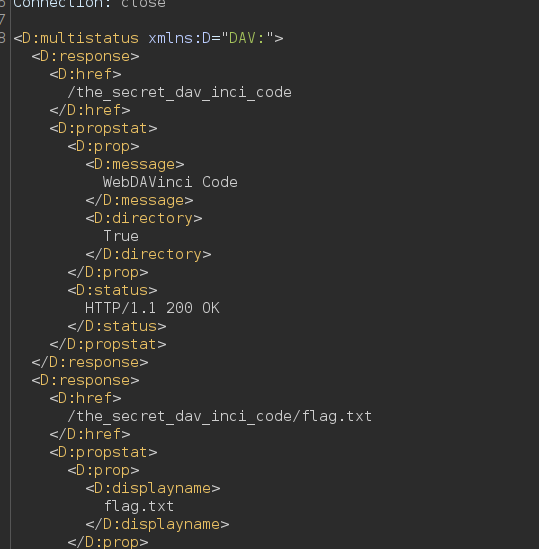 Connection: close
7
8 <D:multistatus xmlns:D="DAV:">
<D:response>
<D:href>
/the_secret_dav_inci_code
</D:href>
<D:propstat>
<D:prop>
<D:message>
WebDAVinci Code
</D:message>
<D:directory>
True
</D:directory>
</D:prop>
<D:status>
HTTP/1.1 200 OK
</D:status>
</D:propstat>
</D:response>
<D:response>
<D:href>
/the_secret_dav_inci_code/flag.txt
</D:href>
<D:propstat>
<D:prop>
<D:displayname>
flag.txt
</D:displayname>
</D:prop>